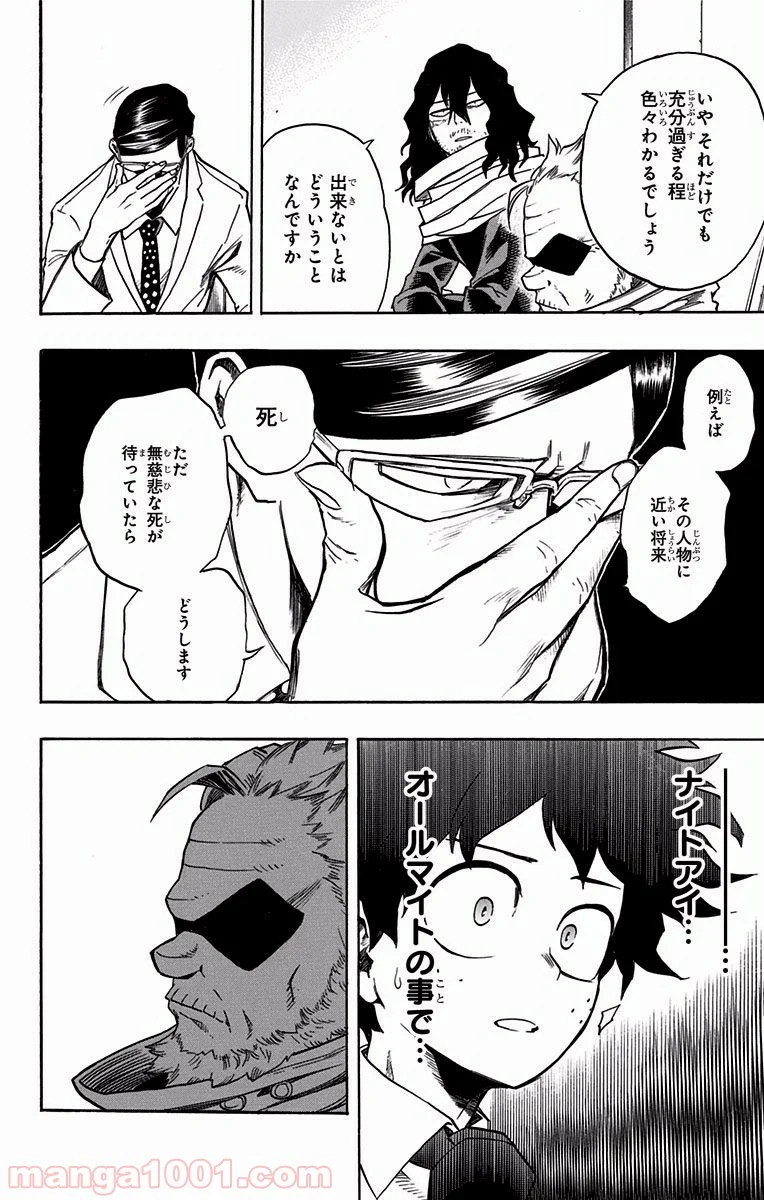 いや それだけでも
充分過ぎる程
色々わかるでしょう
出来ないとは
どういうこと
なんですか
例えば
その人物に
近い将来
死
ただ
無慈悲な死が
待っていたら
どうします
ナイトアイ…
オールマイトの事で…
manga1001.com